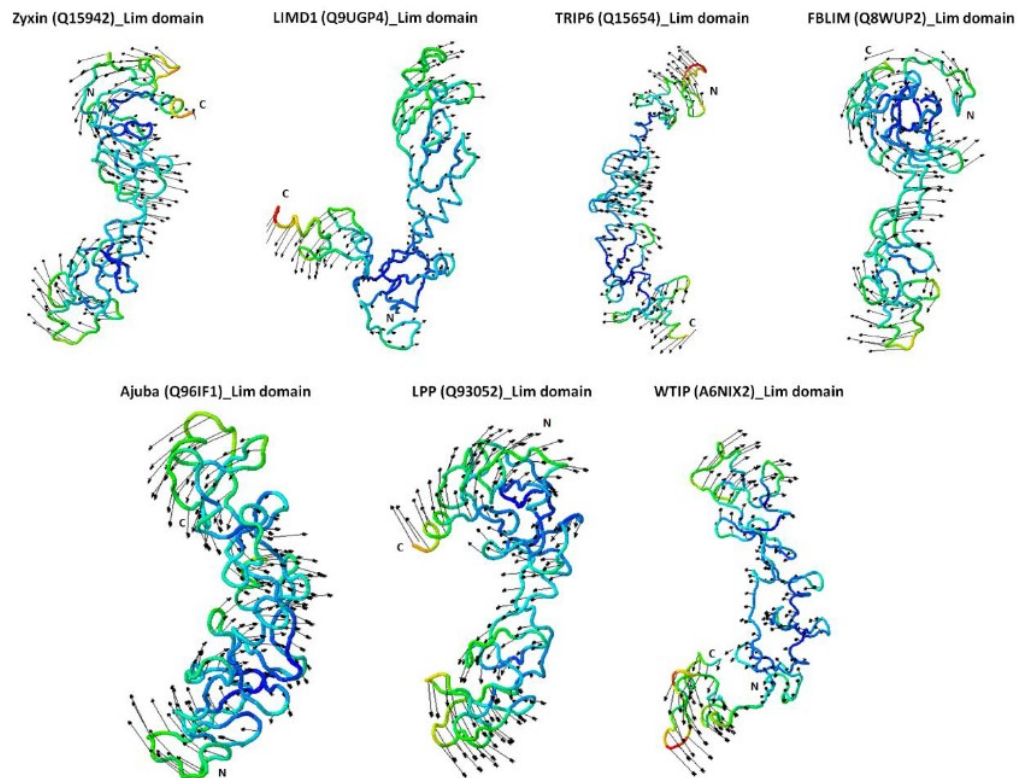 Zyxin (Q15942)_Lim domain
LIMD1 (Q9UGP4)_Lim domain
TRIP6 (Q15654)_Lim domain
FBLIM (Q8WUP2)_Lim domain
N
C
C
N
N
C
C
N
Ajuba (Q96IF1)_Lim domain
LPP (Q93052)_Lim domain
WTIP (A6NIX2)_Lim domain
C
N
N
C
C
N